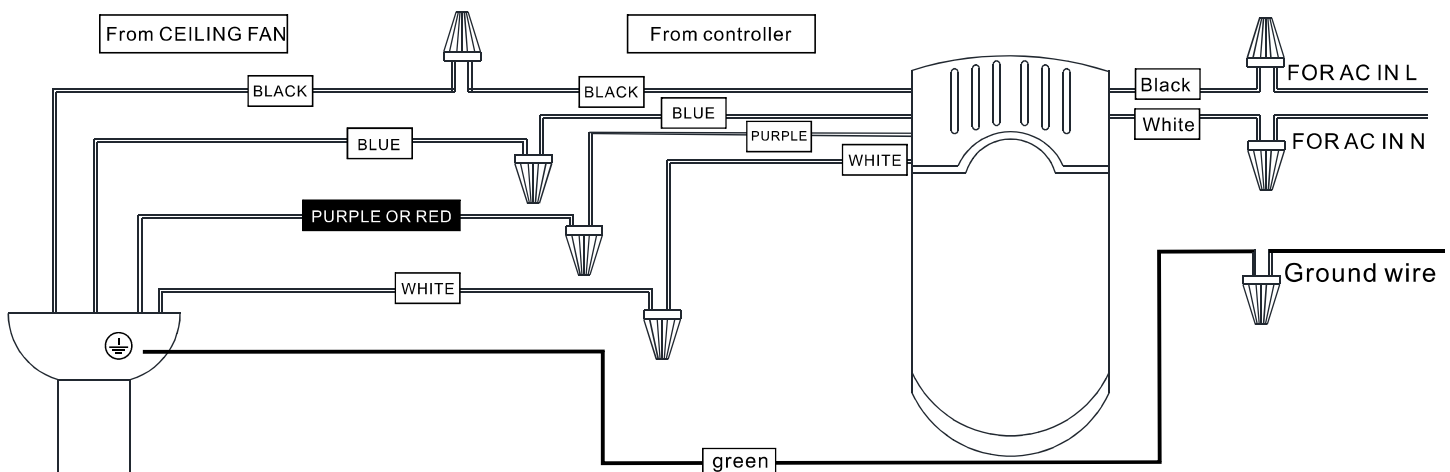 From CEILING FAN
From controller
BLACK
BLACK
Black
FOR AC IN L
BLUE
BLUE
PURPLE
White
FOR AC IN N
WHITE
PURPLE OR RED
WHITE
Ground wire
green